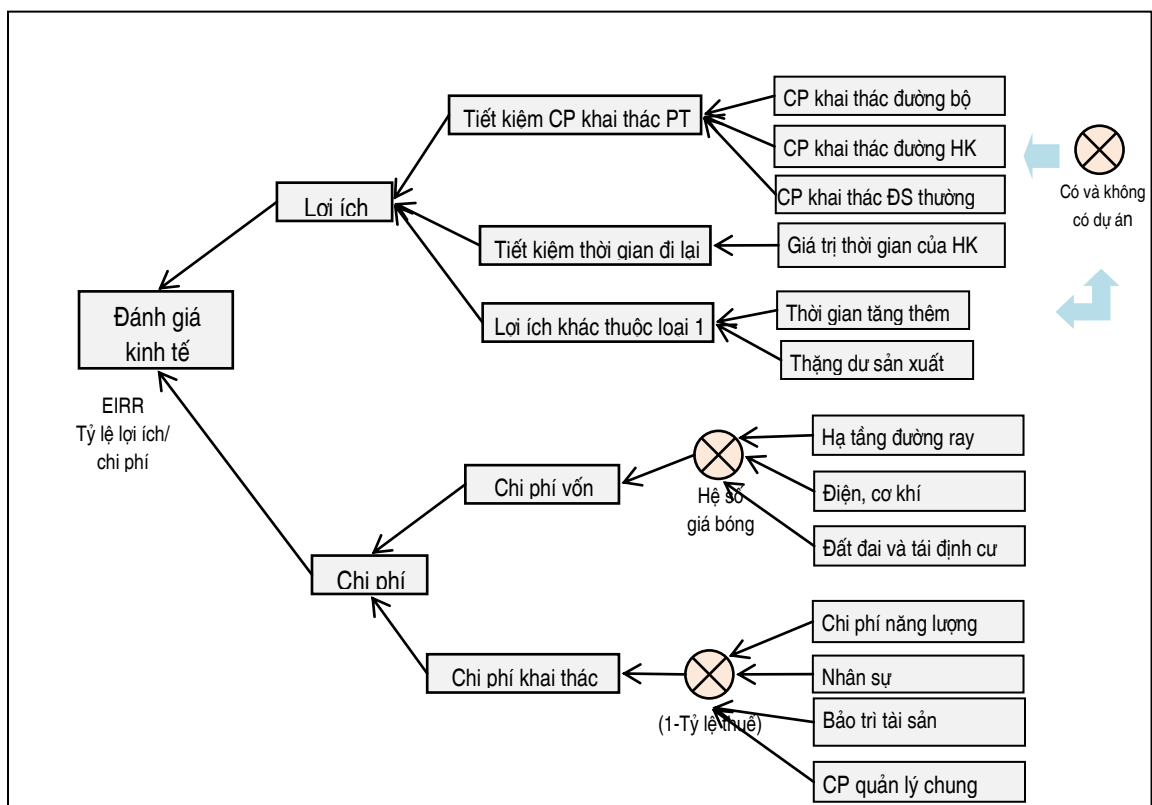 CP khai thác đường bộ
Tiết kiệm CP khai thác PT
CP khai thác đường HK
CP khai thác ĐS thường
Có và không
có dự án
Lợi ích
Tiết kiệm thời gian đi lại
Giá trị thời gian của HK
Đánh giá
kinh tế
Lợi ích khác thuộc loại 1
Thời gian tăng thêm
Thặng dư sản xuất
EIRR
Tỷ lệ lợi ích/
chi phí
Hạ tầng đường ray
Chi phí vốn
Hệ số
giá bóng
Điện, cơ khí
Đất đai và tái định cư
Chi phí
Chi phí năng lượng
Chi phí khai thác
Nhân sự
(1-Tỷ lệ thuế)
Bảo trì tài sản
CP quản lý chung